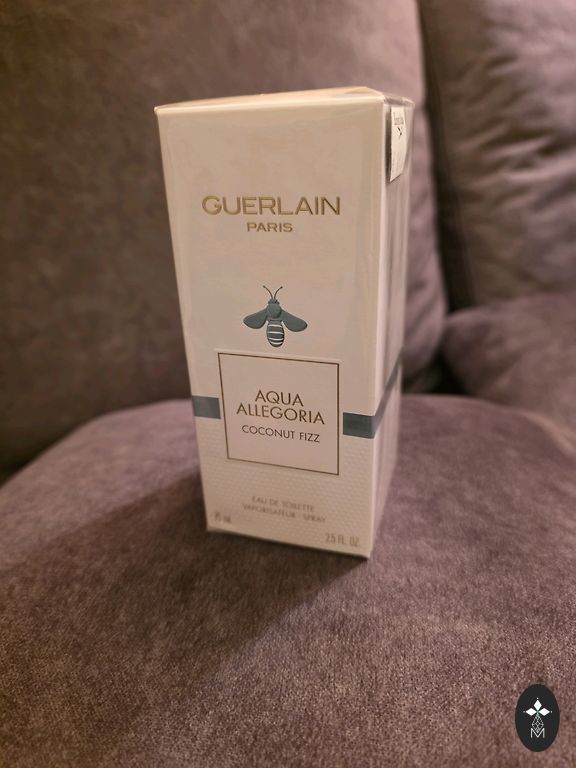 GUERLAIN
PARIS
AQUA
ALLEGORIA
COCONUT FIZZ
EAU DE TOILETTE
VAPORISATEUR - SPRAY
75 ml
2.5 FL. OZ.
M